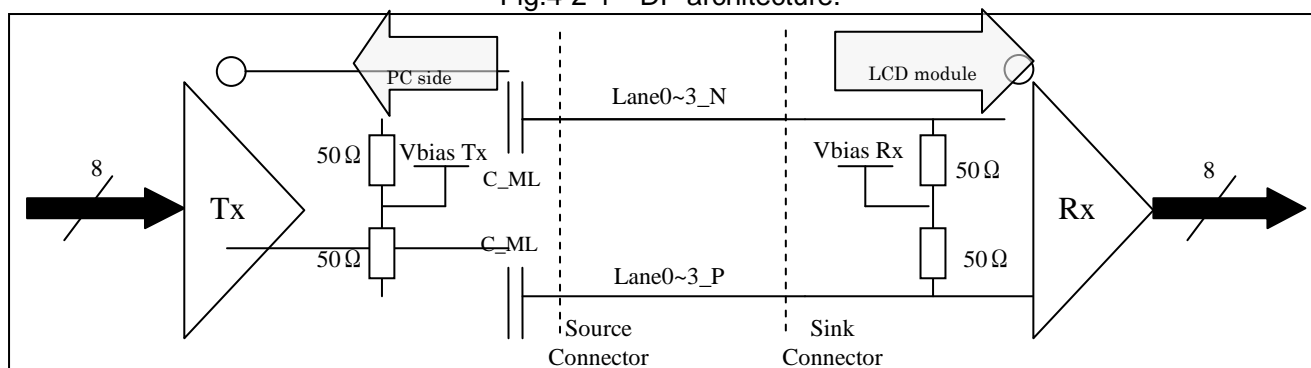 Fig.4-2-1 DP architecture.
PC side
LCD module
Lane0~3_N
50Ω
Vbias Tx
C_ML
Vbias Rx
50Ω
8
Tx
Rx
8
50Ω
C_ML
50Ω
Lane0~3_P
Source
Connector
Sink
Connector